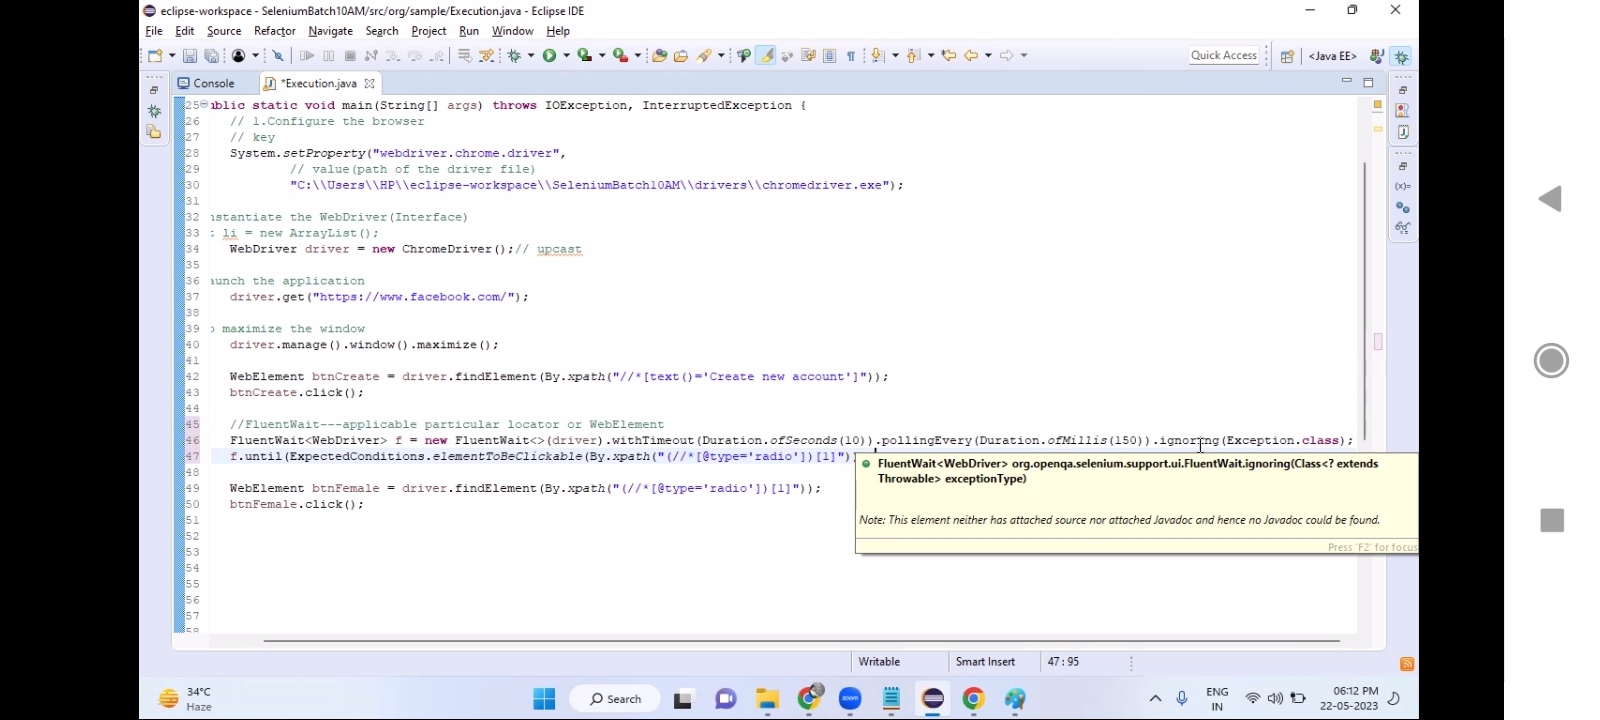 eclipse-workspace - SeleniumBatch10AM/src/org/sample/Execution.java - Eclipse IDE
File Edit Source Refactor Navigate Search Project Run Window Help
Quick Access <Java EE>
Console *Execution.java
25 ublic static void main(String[] args) throws IOException, InterruptedException {
26 // 1.Configure the browser
27 // key
28 System.setProperty("webdriver.chrome.driver",
29 // value(path of the driver file)
30 "C:\\Users\\HP\\eclipse-workspace\\SeleniumBatch10AM\\drivers\\chromedriver.exe");
31
32 nstantiate the WebDriver(Interface)
33 : li = new ArrayList();
34 WebDriver driver = new ChromeDriver();// upcast
35
36 aunch the application
37 driver.get("https://www.facebook.com/");
38
39 o maximize the window
40 driver.manage().window().maximize();
41
42 WebElement btnCreate = driver.findElement(By.xpath("//*[text()='Create new account']"));
43 btnCreate.click();
44
45 //FluentWait---applicable particular locator or WebElement
46 FluentWait<WebDriver> f = new FluentWait<>(driver).withTimeout(Duration.ofSeconds(10)).pollingEvery(Duration.ofMillis(150)).ignoring(Exception.class);
47 f.until(ExpectedConditions.elementToBeClickable(By.xpath("(//*[@type='radio'])[1]")
48
49 WebElement btnFemale = driver.findElement(By.xpath("(//*[@type='radio'])[1]"));
50 btnFemale.click();
51
52
53
54
55
56
57
58
FluentWait<WebDriver> org.openqa.selenium.support.ui.FluentWait.ignoring(Class<? extends
Throwable> exceptionType)
Note: This element neither has attached source nor attached Javadoc and hence no Javadoc could be found.
Press 'F2' for focus
Writable Smart Insert 47 : 95
34°C
Haze
Search
zoom
ENG
IN
06:12 PM
22-05-2023